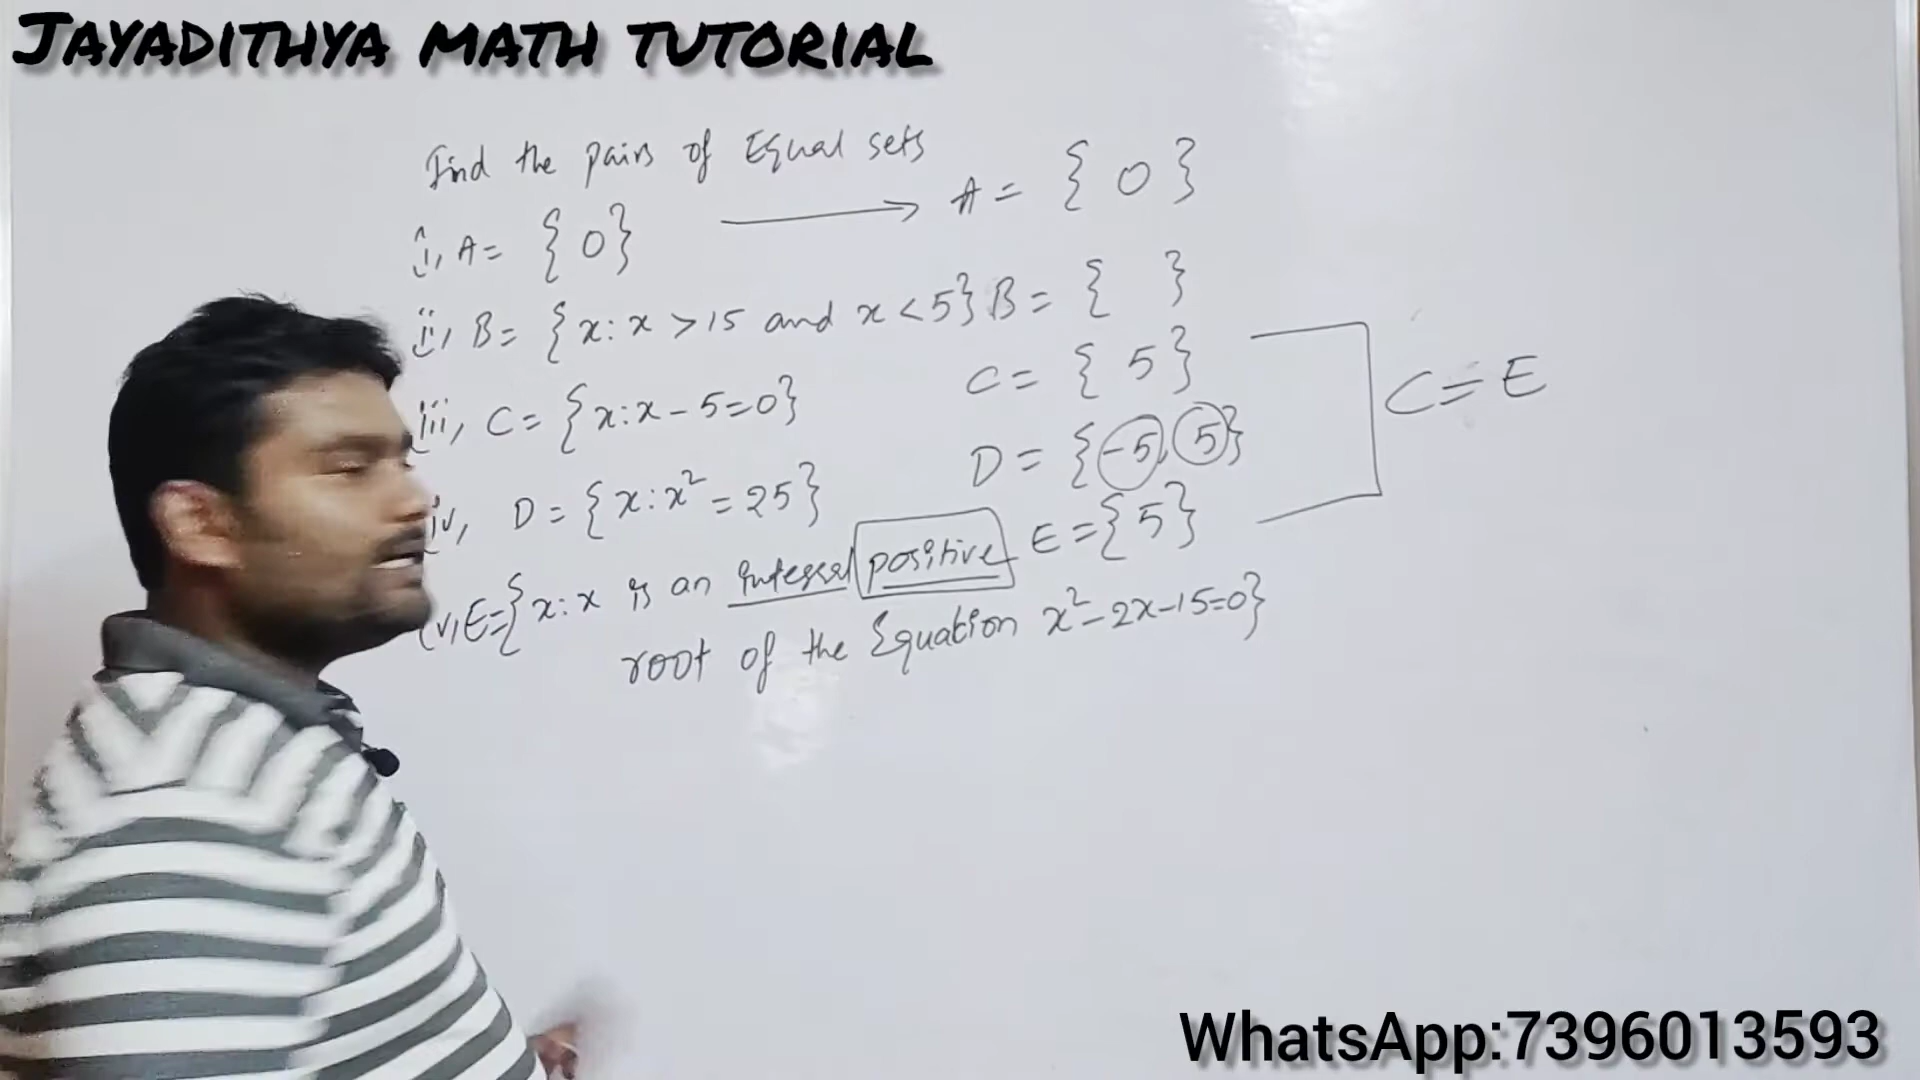 JAYADITHYA MATH TUTORIAL
Find the pairs of Equal sets
i, A = { 0 } → A = { 0 }
ii, B = {x: x > 15 and x < 5} B = { }
iii, C = {x: x - 5 = 0} C = { 5 }
C = E
iv, D = {x: x² = 25} D = {-5, 5}
(v, E = {x: x is an integral positive E = {5}
root of the Equation x² - 2x - 15 = 0}
WhatsApp:7396013593